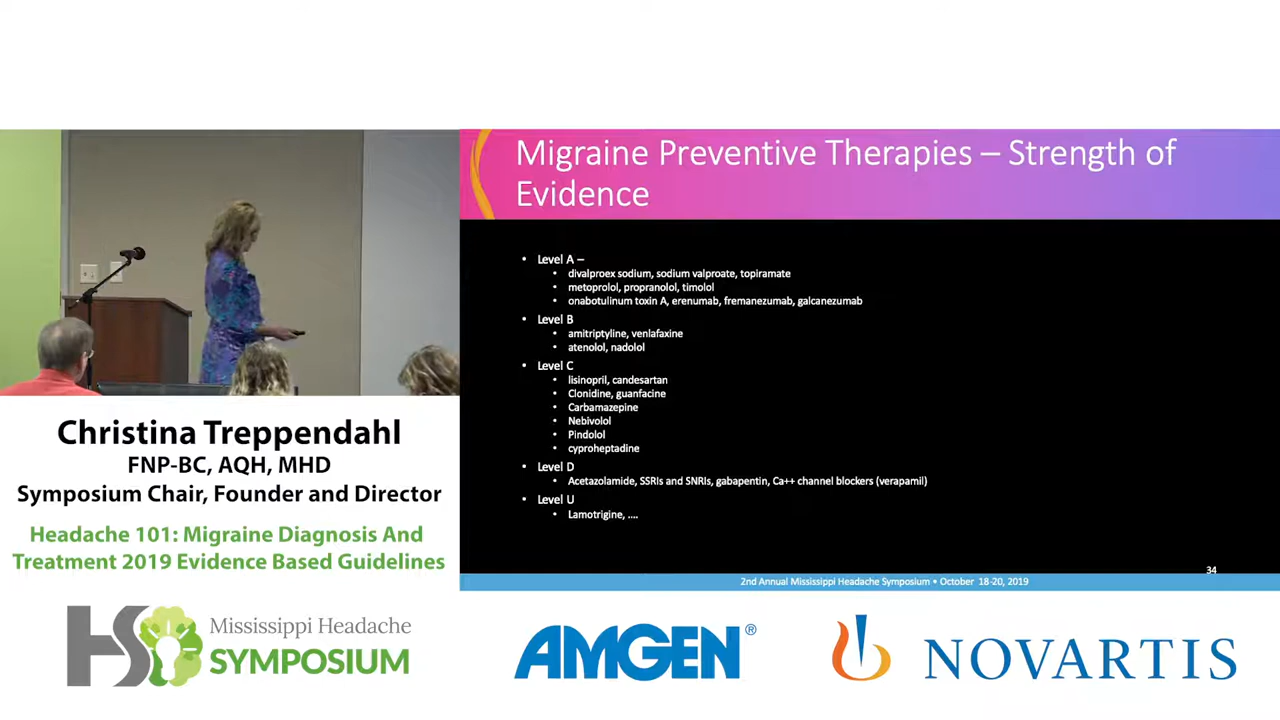 Migraine Preventive Therapies – Strength of
Evidence
• Level A –
• divalproex sodium, sodium valproate, topiramate
• metoprolol, propranolol, timolol
• onabotulinum toxin A, erenumab, fremanezumab, galcanezumab
• Level B
• amitriptyline, venlafaxine
• atenolol, nadolol
• Level C
• lisinopril, candesartan
• Clonidine, guanfacine
• Carbamazepine
• Nebivolol
• Pindolol
• cyproheptadine
• Level D
• Acetazolamide, SSRIs and SNRIs, gabapentin, Ca++ channel blockers (verapamil)
• Level U
• Lamotrigine, ....
34
2nd Annual Mississippi Headache Symposium • October 18-20, 2019
Christina Treppendahl
FNP-BC, AQH, MHD
Symposium Chair, Founder and Director
Headache 101: Migraine Diagnosis And
Treatment 2019 Evidence Based Guidelines
HS
Mississippi Headache
SYMPOSIUM
AMGEN®
NOVARTIS